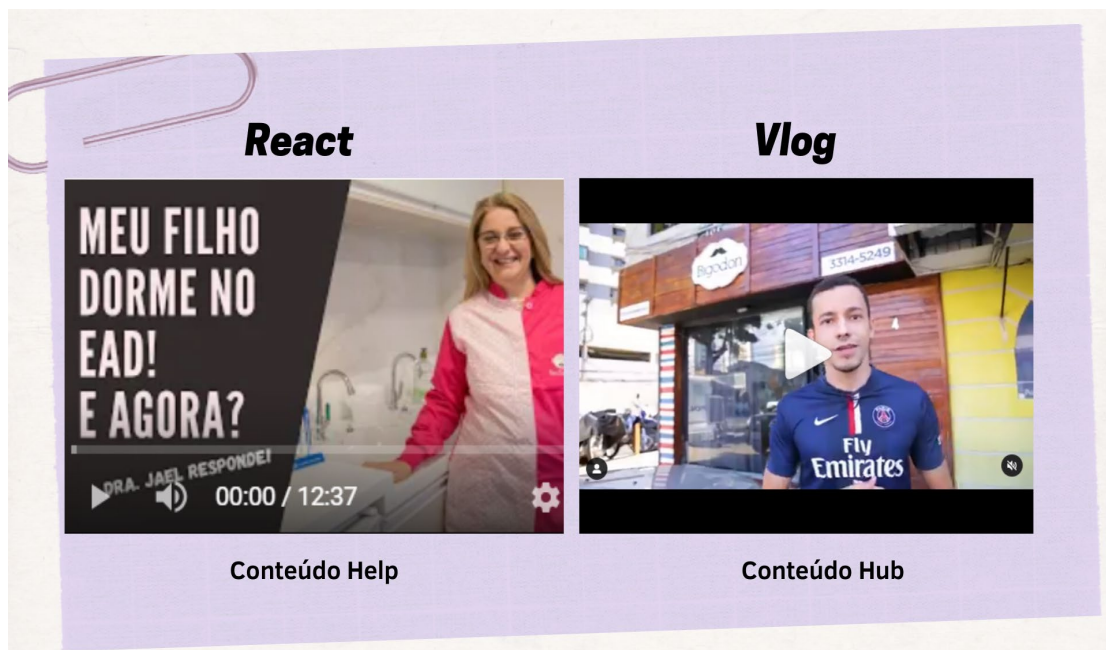 React
Vlog
MEU FILHO
DORME NO
EAD!
E AGORA?
DRA. JAEL RESPONDE!
00:00 / 12:37
Bigodon
3314-5249
4
Fly
Emirates
Conteúdo Help
Conteúdo Hub